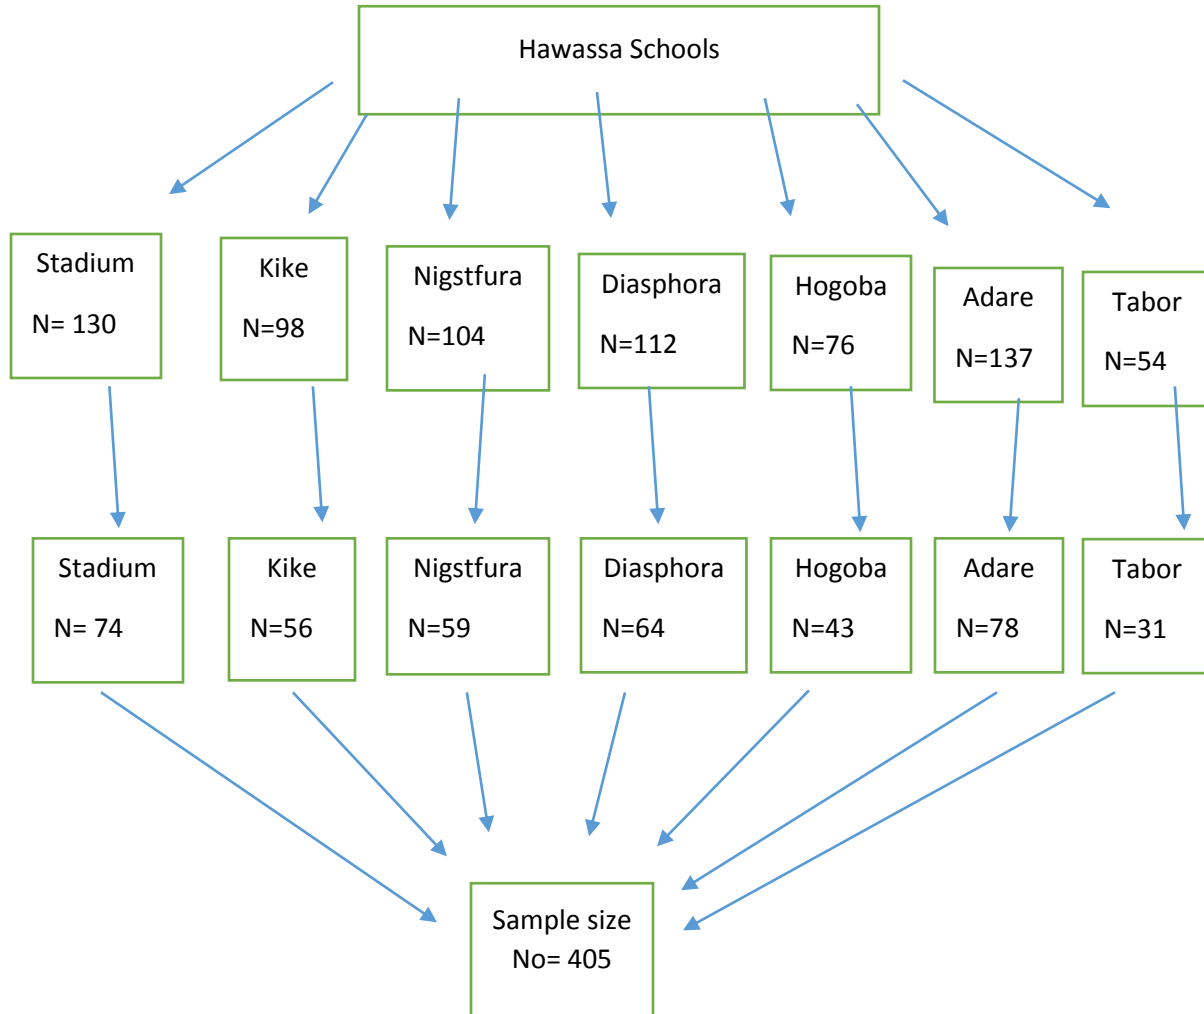 Hawassa Schools
Stadium
N= 130
Kike
N=98
Nigstfura
N=104
Diasphora
N=112
Hogoba
N=76
Adare
N=137
Tabor
N=54
Stadium
N= 74
Kike
N=56
Nigstfura
N=59
Diasphora
N=64
Hogoba
N=43
Adare
N=78
Tabor
N=31
Sample size
No= 405